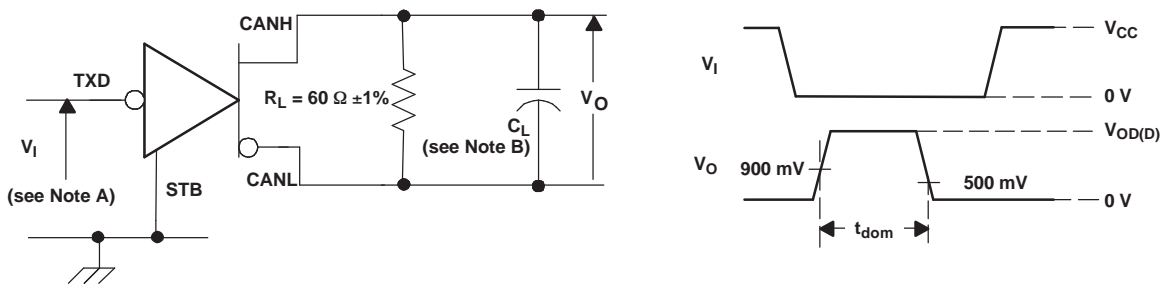 CANH
TXD
V_I
(see Note A)
STB
CANL
R_L = 60 Ω ±1%
C_L
(see Note B)
V_O
V_I
V_CC
0 V
V_OD(D)
V_O
900 mV
500 mV
0 V
t_dom